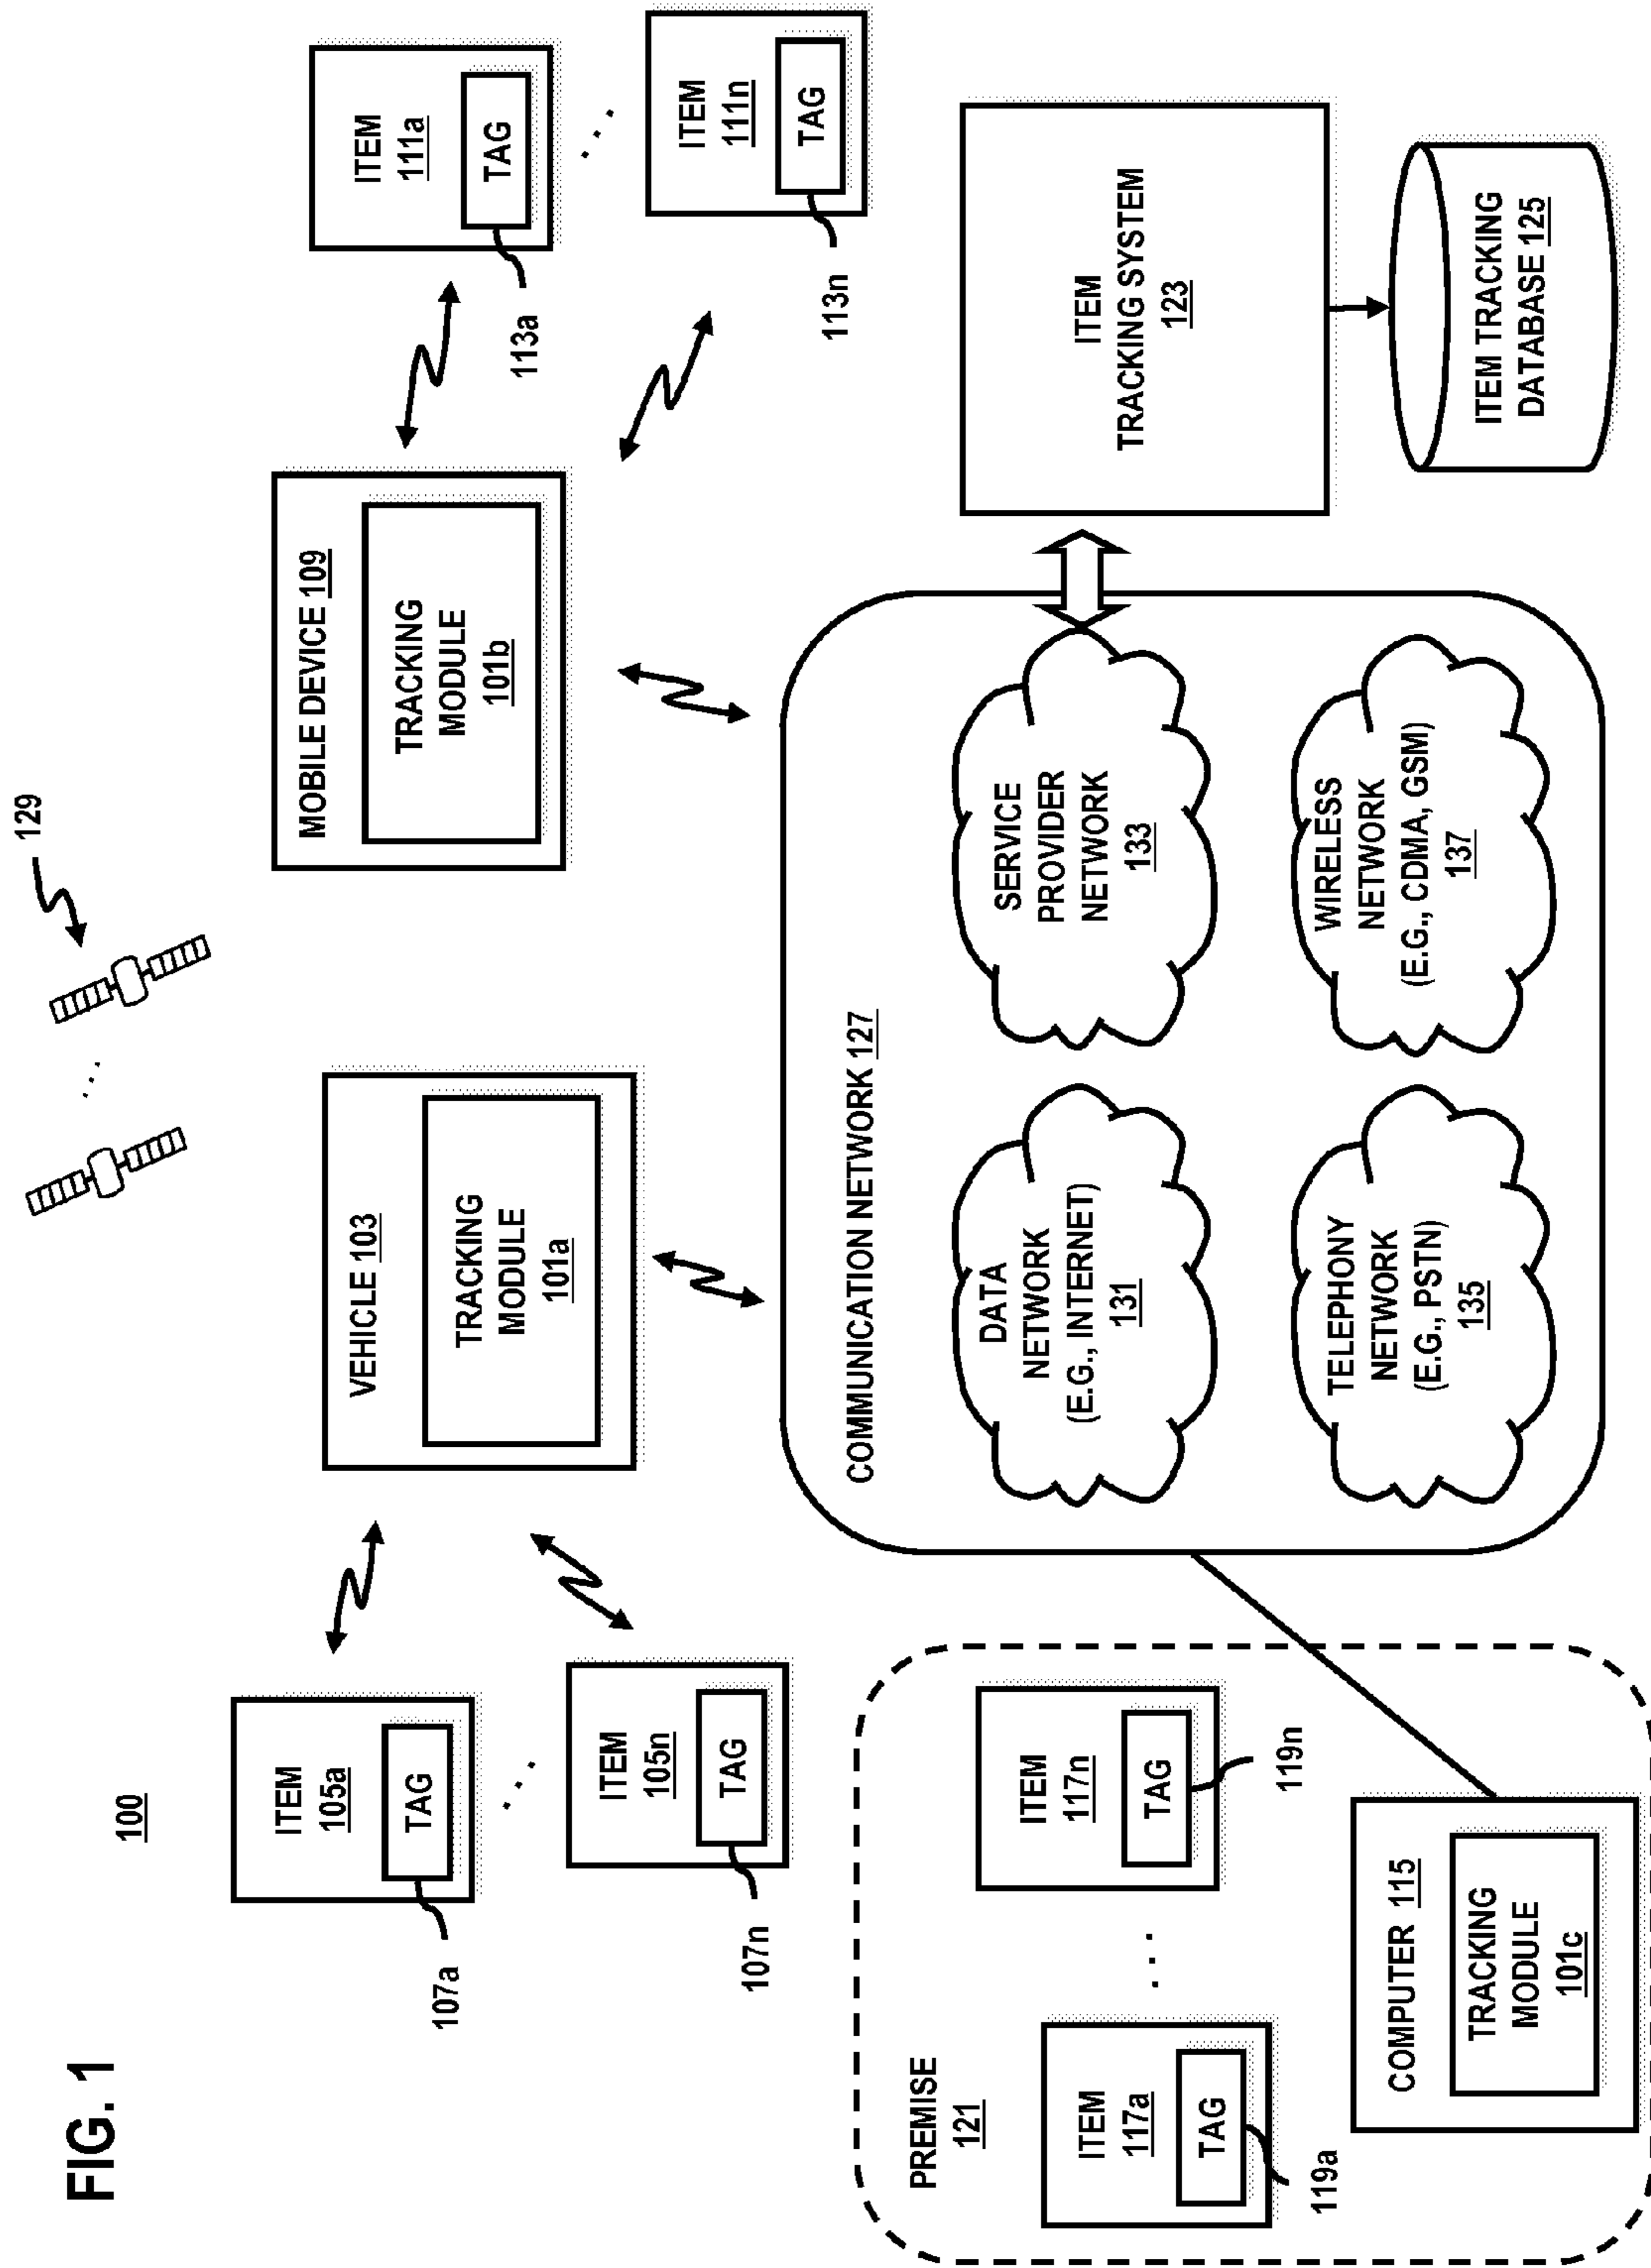 FIG. 1
100
129
ITEM
105a
TAG
107a
. . .
ITEM
105n
TAG
107n
VEHICLE 103
TRACKING
MODULE
101a
. . .
MOBILE DEVICE 109
TRACKING
MODULE
101b
ITEM
111a
TAG
113a
. . .
ITEM
111n
TAG
113n
PREMISE
121
ITEM
117a
TAG
119a
. . .
ITEM
117n
TAG
119n
COMPUTER 115
TRACKING
MODULE
101c
COMMUNICATION NETWORK 127
DATA
NETWORK
(E.G., INTERNET)
131
SERVICE
PROVIDER
NETWORK
133
TELEPHONY
NETWORK
(E.G., PSTN)
135
WIRELESS
NETWORK
(E.G., CDMA, GSM)
137
ITEM
TRACKING SYSTEM
123
ITEM TRACKING
DATABASE 125